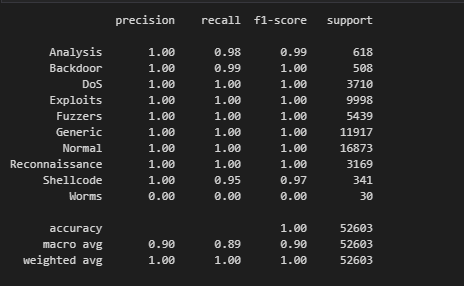 precision recall f1-score support
Analysis 1.00 0.98 0.99 618
Backdoor 1.00 0.99 1.00 508
DoS 1.00 1.00 1.00 3710
Exploits 1.00 1.00 1.00 9998
Fuzzers 1.00 1.00 1.00 5439
Generic 1.00 1.00 1.00 11917
Normal 1.00 1.00 1.00 16873
Reconnaissance 1.00 1.00 1.00 3169
Shellcode 1.00 0.95 0.97 341
Worms 0.00 0.00 0.00 30
accuracy 1.00 52603
macro avg 0.90 0.89 0.90 52603
weighted avg 1.00 1.00 1.00 52603